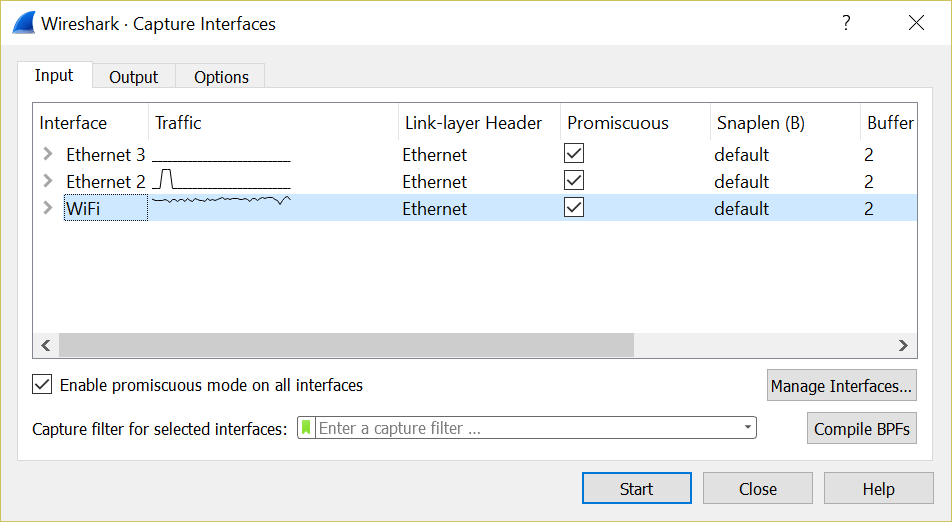 Wireshark · Capture Interfaces ?
Input Output Options
Interface Traffic Link-layer Header Promiscuous Snaplen (B) Buffer
Ethernet 3 Ethernet default 2
Ethernet 2 Ethernet default 2
WiFi Ethernet default 2
Enable promiscuous mode on all interfaces Manage Interfaces...
Capture filter for selected interfaces: Enter a capture filter ... Compile BPFs
Start Close Help